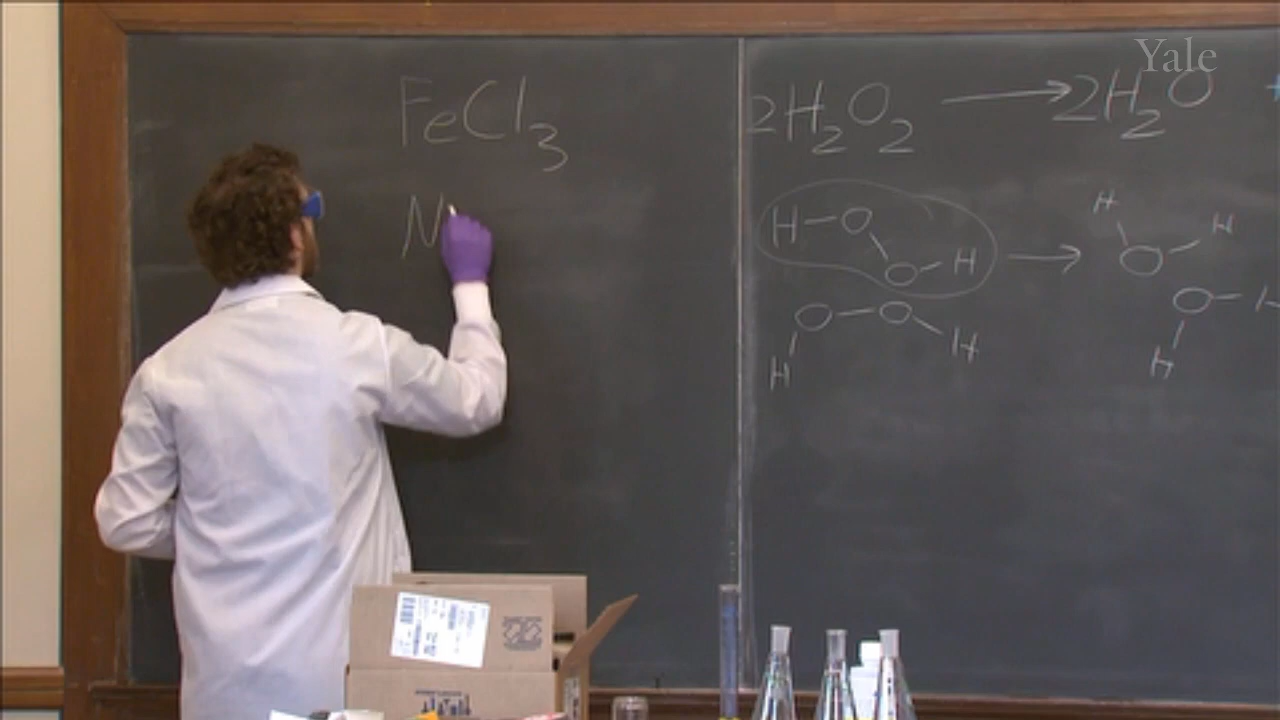 Yale
FeCl3
N
2H2O2 → 2H2O +
H-O
O-H
O-O
H H
H H
O
O-H
H